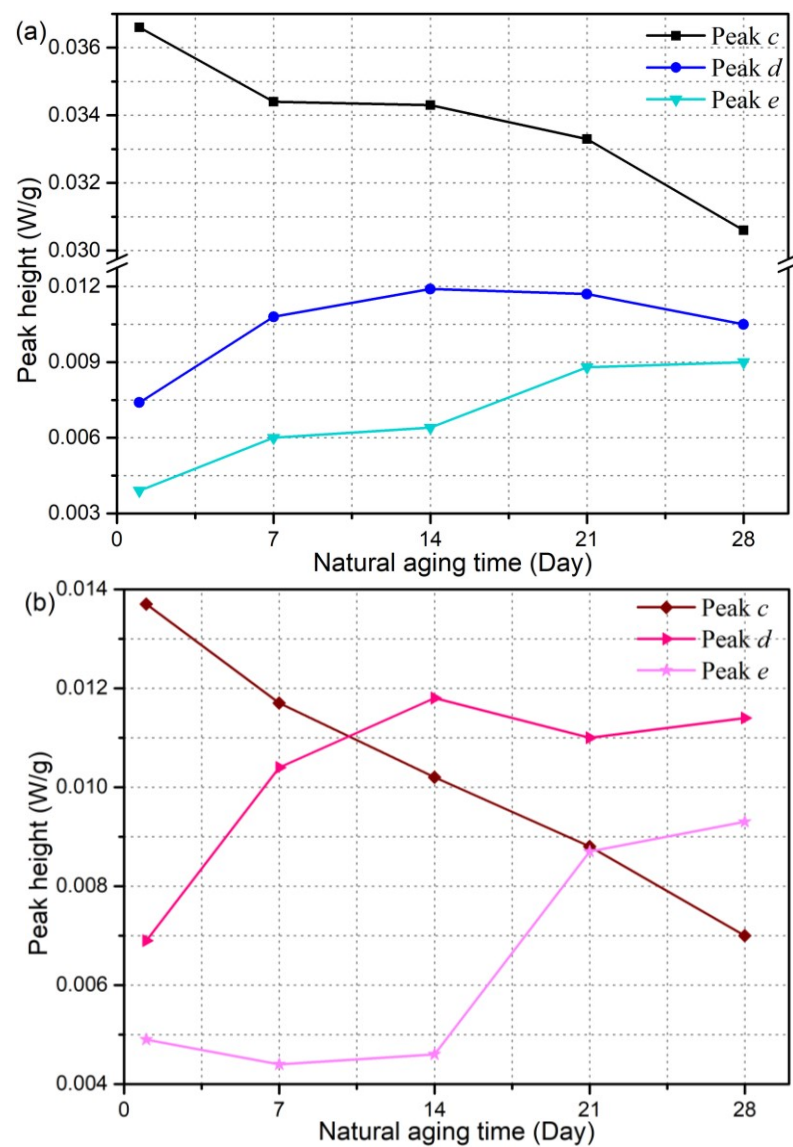 (a)
Peak c
Peak d
Peak e
0.036
0.034
0.032
0.030
0.012
0.009
0.006
0.003
Peak height (W/g)
0 7 14 21 28
Natural aging time (Day)
(b)
Peak c
Peak d
Peak e
0.014
0.012
0.010
0.008
0.006
0.004
Peak height (W/g)
0 7 14 21 28
Natural aging time (Day)